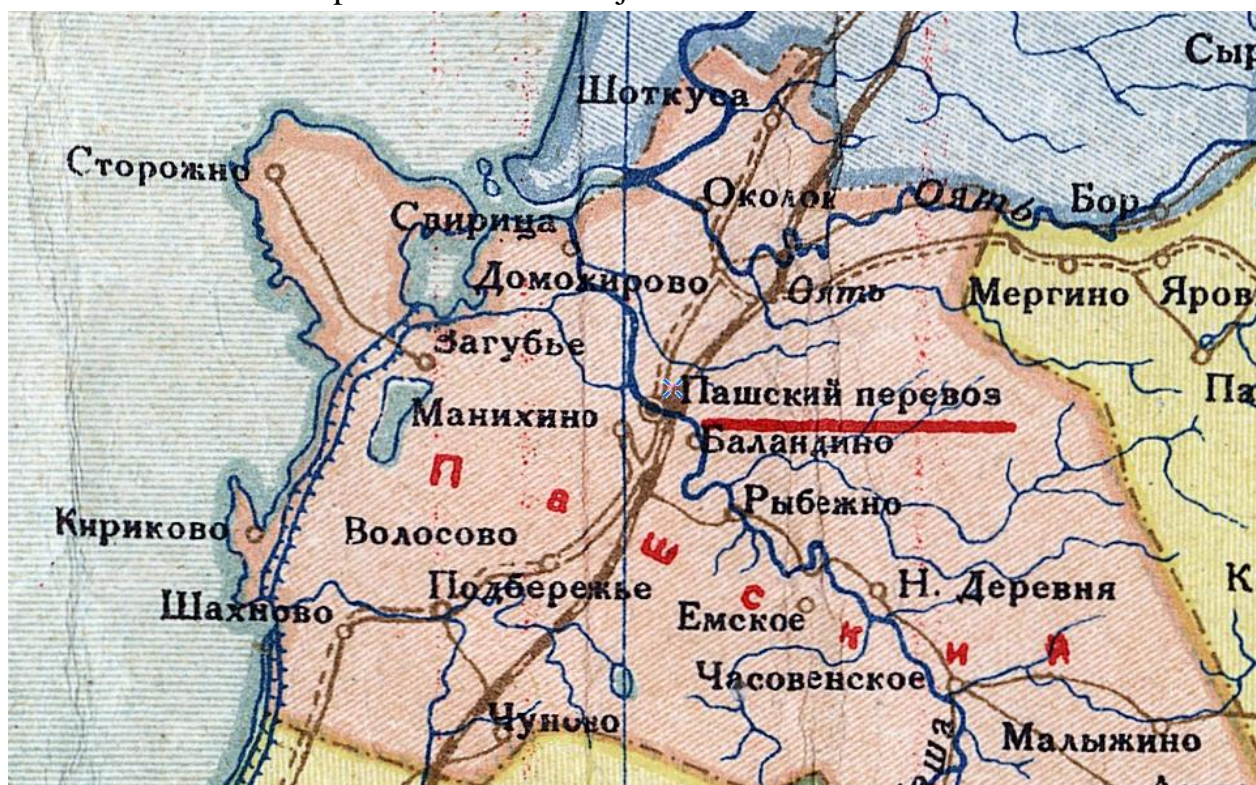 Сыр
Шоткуса
Сторожно
Околок
Оять
Бор
Свирица
Доможирово
Оять
Мергино
Яров
Загубье
Пашский перевоз
Па
Манихино
Баландино
Пашский
Рыбежно
Кириково
Волосово
Подбережье
Н. Деревня
К
Шахново
Емское
Часовенское
Чуново
Малыжино